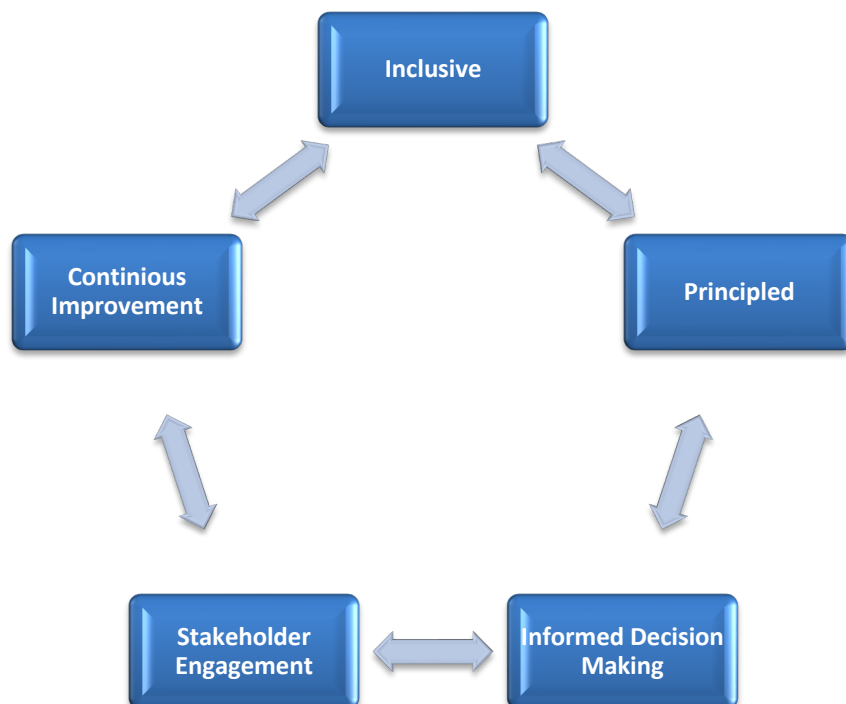 Inclusive
Continious
Improvement
Principled
Stakeholder
Engagement
Informed Decision
Making